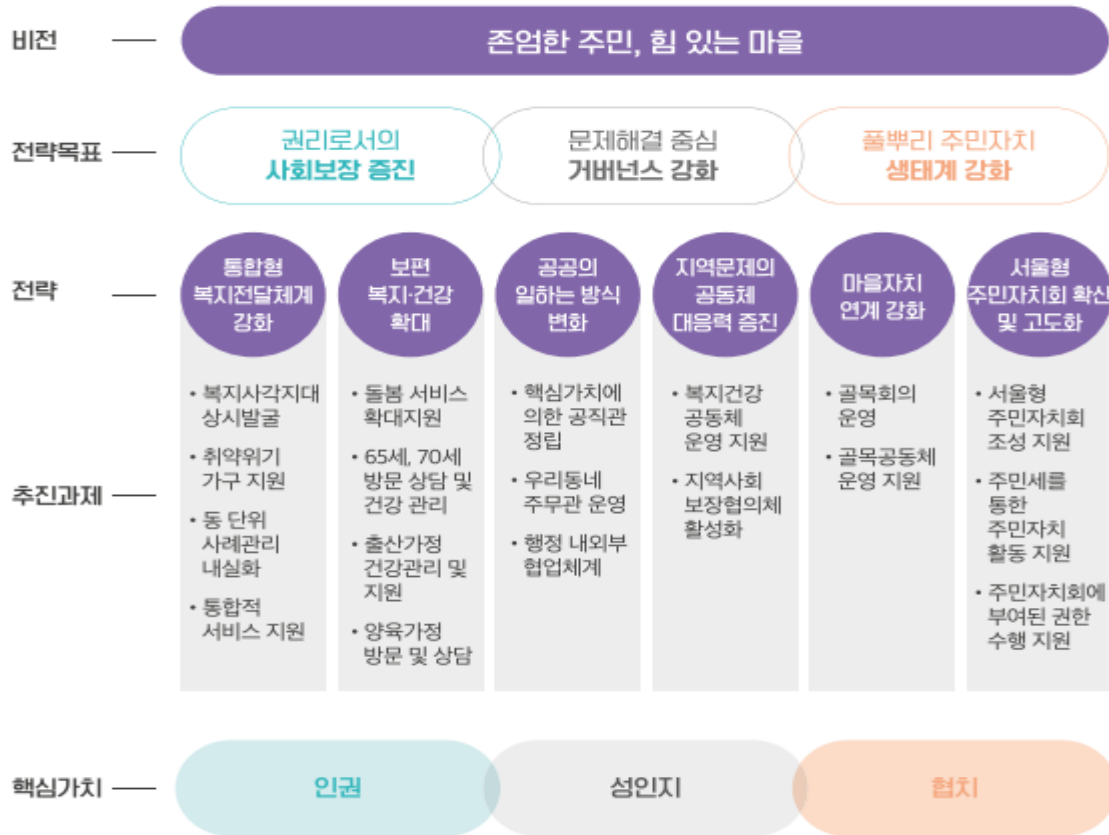 비전
존엄한 주민, 힘 있는 마을
전략목표
권리로서의
사회보장 증진
문제해결 중심
거버넌스 강화
풀뿌리 주민자치
생태계 강화
전략
통합형
복지전달체계
강화
보편
복지·건강
확대
공공의
일하는 방식
변화
지역문제의
공동체
대응력 증진
마을자치
연계 강화
서울형
주민자치회 확산
및 고도화
추진과제
• 복지사각지대
상시발굴
• 취약위기
가구 지원
• 동 단위
사례관리
내실화
• 통합적
서비스 지원
• 돌봄 서비스
확대지원
• 65세, 70세
방문 상담 및
건강 관리
• 출산가정
건강관리 및
지원
• 양육가정
방문 및 상담
• 핵심가치에
의한 공직관
정립
• 우리동네
주무관 운영
• 행정 내외부
협업체계
• 복지건강
공동체
운영 지원
• 지역사회
보장협의체
활성화
• 골목회의
운영
• 골목공동체
운영 지원
• 서울형
주민자치회
조성 지원
• 주민세를
통한
주민자치
활동 지원
• 주민자치회에
부여된 권한
수행 지원
핵심가치
인권
성인지
협치